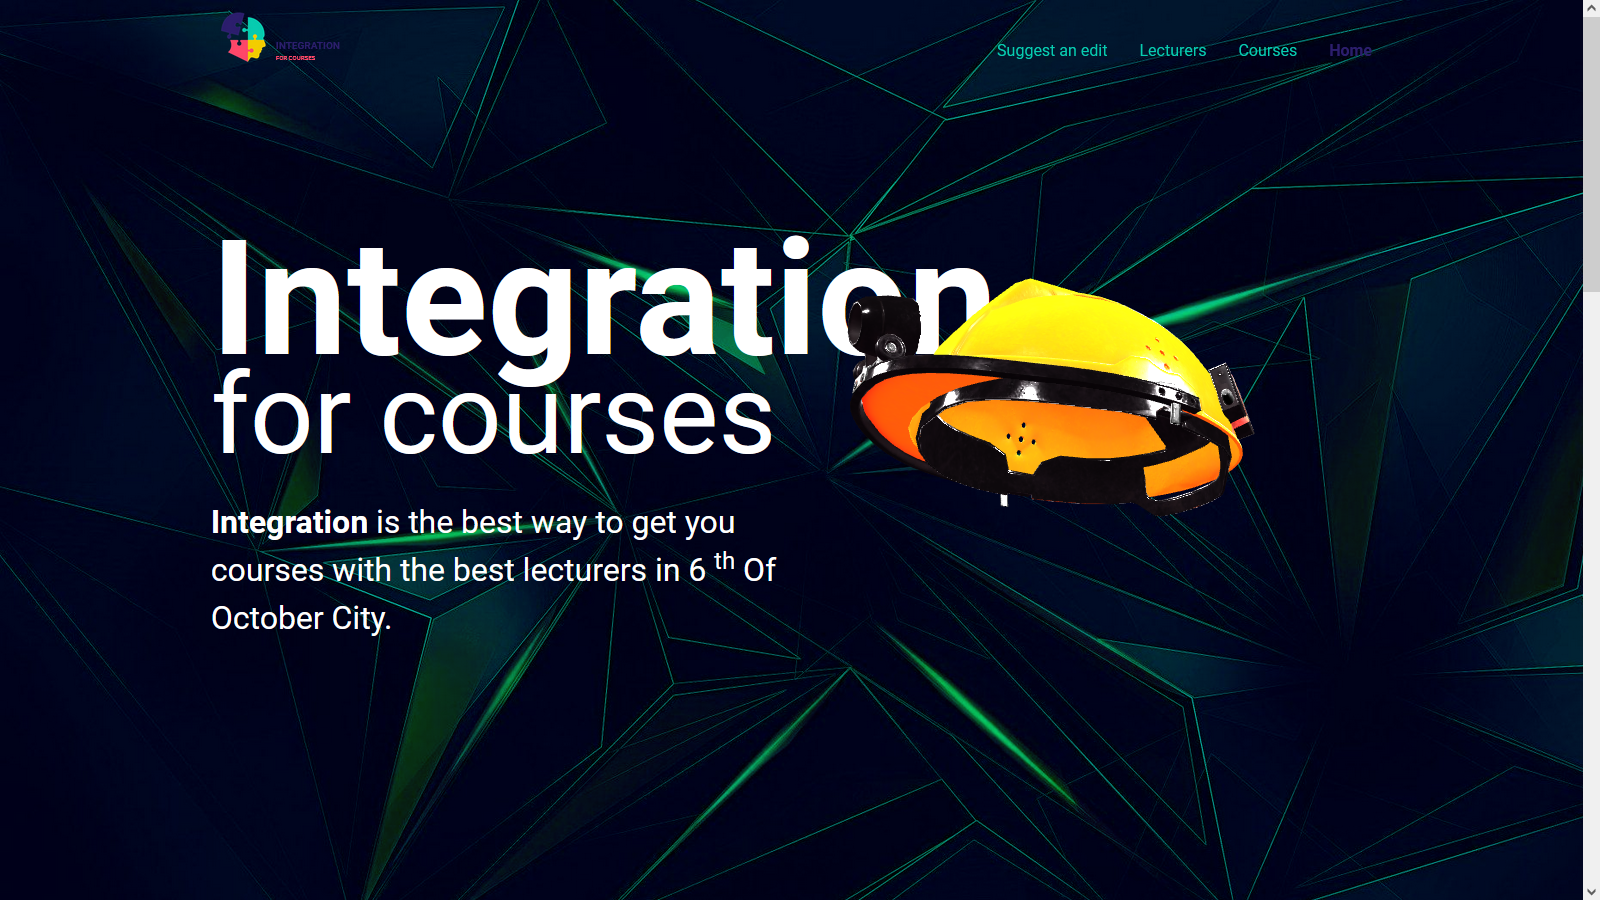 INTEGRATION
FOR COURSES
Suggest an edit Lecturers Courses Home
Integration
for courses
Integration is the best way to get you
courses with the best lecturers in 6 th Of
October City.